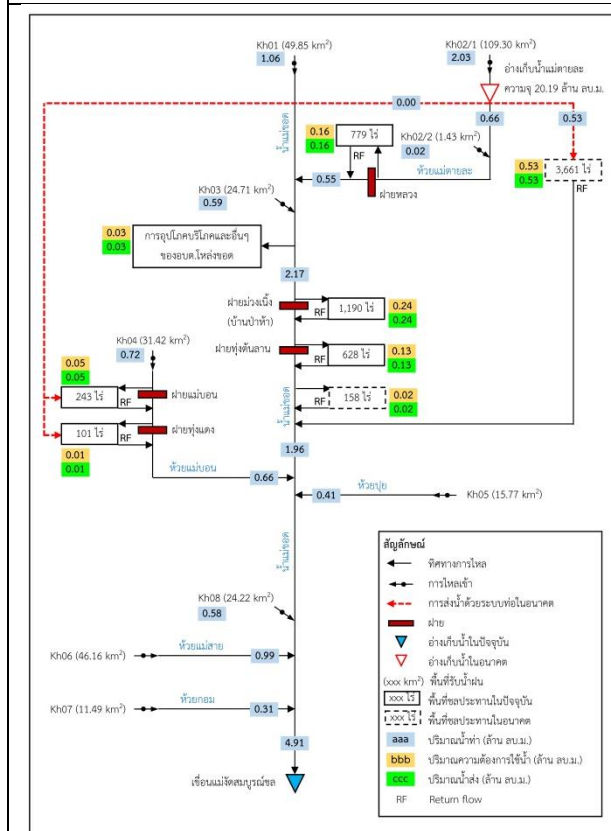 Kh01 (49.85 km²)
1.06
Kh02/1 (109.30 km²)
2.03
อ่างเก็บน้ำแม่ตายละ
ความจุ 20.19 ล้าน ลบ.ม.
0.00
0.66
0.53
น้ำแม่ขอด
0.16
0.16
779 ไร่
RF
Kh02/2 (1.43 km²)
0.02
0.55
ห้วยแม่ตายละ
ฝายหลวง
0.53
0.53
3,661 ไร่
RF
Kh03 (24.71 km²)
0.59
0.03
0.03
การอุปโภคบริโภคและอื่นๆ
ของอบต.โหล่งขอด
2.17
ฝายม่วงเนิ้ง
(บ้านป่าห้า)
RF
1,190 ไร่
0.24
0.24
ฝายทุ่งต้นลาน
RF
628 ไร่
0.13
0.13
Kh04 (31.42 km²)
0.72
0.05
0.05
243 ไร่
RF
ฝายแม่บอน
101 ไร่
RF
ฝายทุ่งแดง
0.01
0.01
น้ำแม่ขอด
RF
158 ไร่
0.02
0.02
1.96
ห้วยแม่บอน
0.66
0.41
ห้วยปุย
Kh05 (15.77 km²)
น้ำแม่ขอด
Kh08 (24.22 km²)
0.58
Kh06 (46.16 km²)
ห้วยแม่สาย
0.99
Kh07 (11.49 km²)
ห้วยกอม
0.31
4.91
เขื่อนแม่งัดสมบูรณ์ชล
สัญลักษณ์
ทิศทางการไหล
การไหลเข้า
การส่งน้ำด้วยระบบท่อในอนาคต
ฝาย
อ่างเก็บน้ำในปัจจุบัน
อ่างเก็บน้ำในอนาคต
(xxx km²) พื้นที่รับน้ำฝน
xxx ไร่ พื้นที่ชลประทานในปัจจุบัน
xxx ไร่ พื้นที่ชลประทานในอนาคต
aaa ปริมาณน้ำท่า (ล้าน ลบ.ม.)
bbb ปริมาณความต้องการใช้น้ำ (ล้าน ลบ.ม.)
ccc ปริมาณน้ำส่ง (ล้าน ลบ.ม.)
RF Return flow